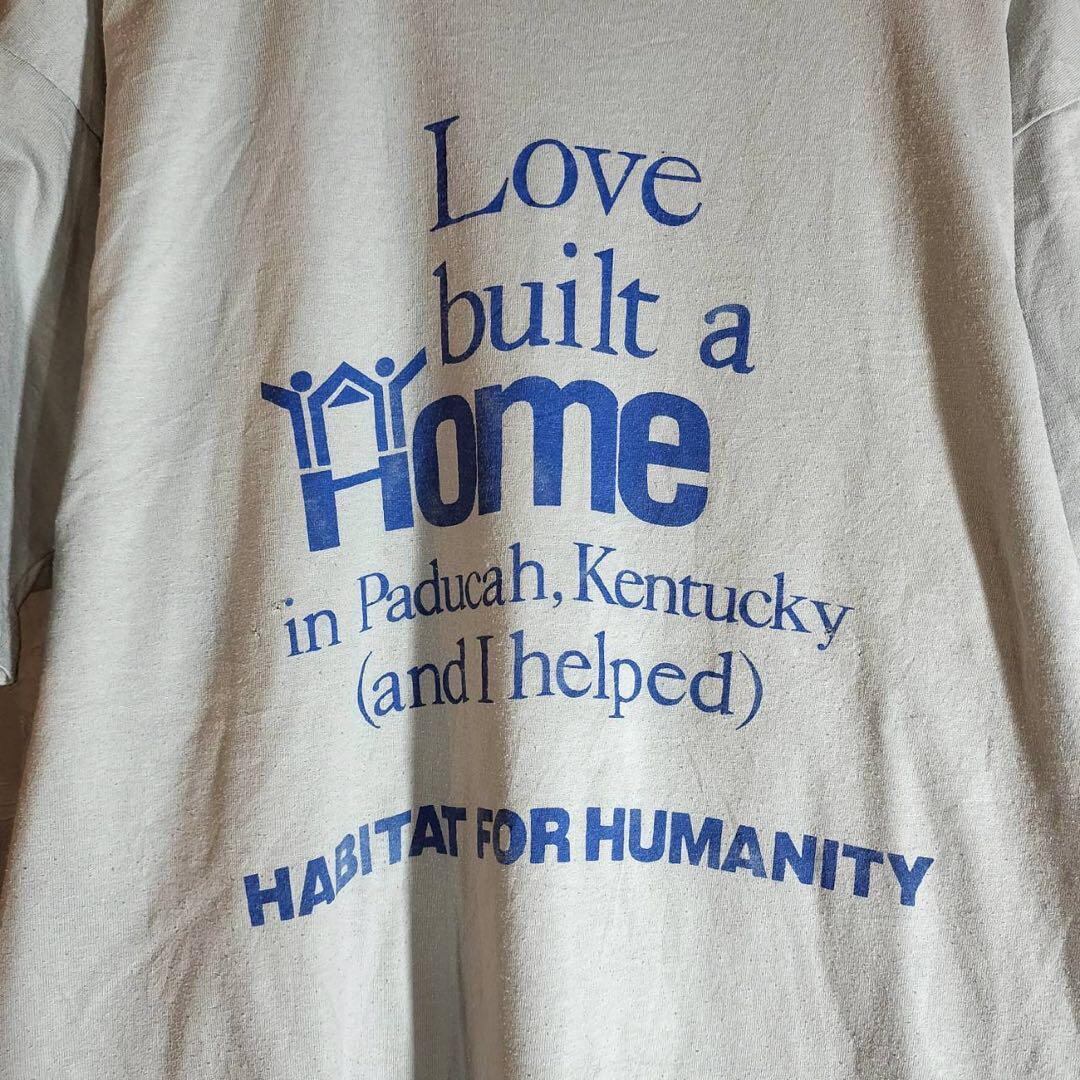 Love
built a
Home
in Paducah, Kentucky
(and I helped)
HABITAT FOR HUMANITY